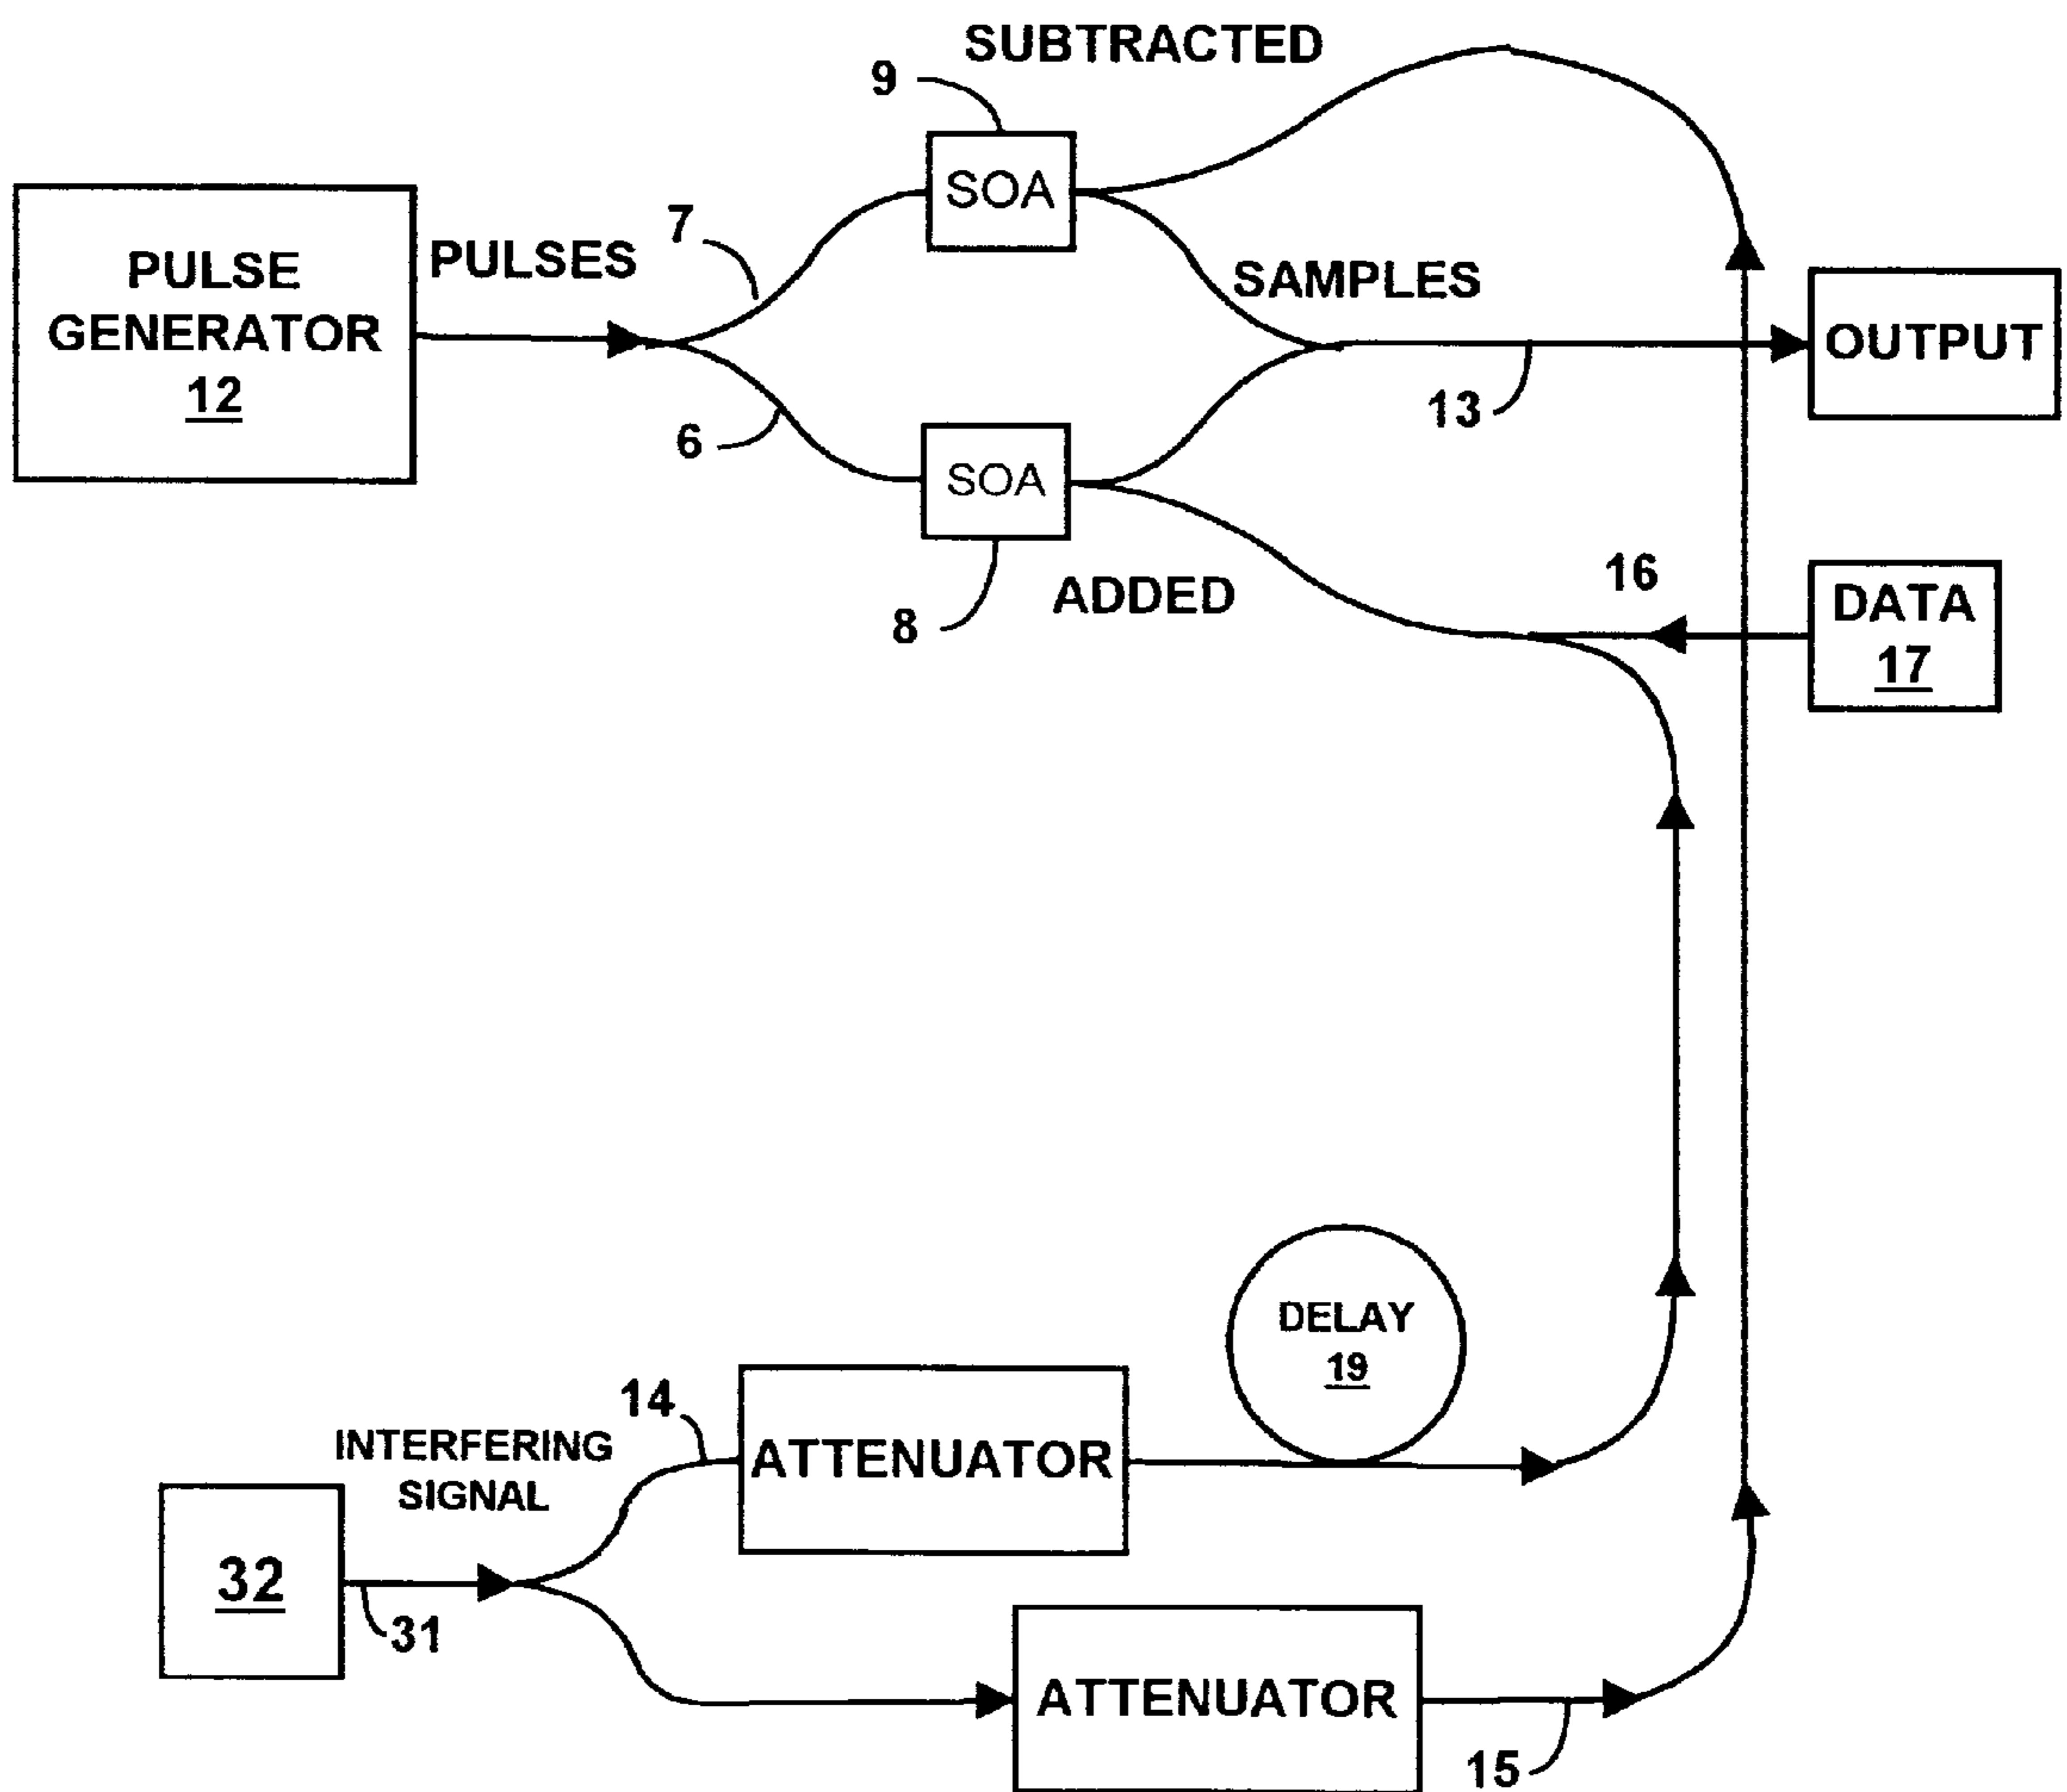 SUBTRACTED
9
SOA
PULSE
GENERATOR
12
PULSES
7
SAMPLES
OUTPUT
13
6
SOA
16
DATA
17
ADDED
8
DELAY
19
14
ATTENUATOR
INTERFERING
SIGNAL
32
31
ATTENUATOR
15